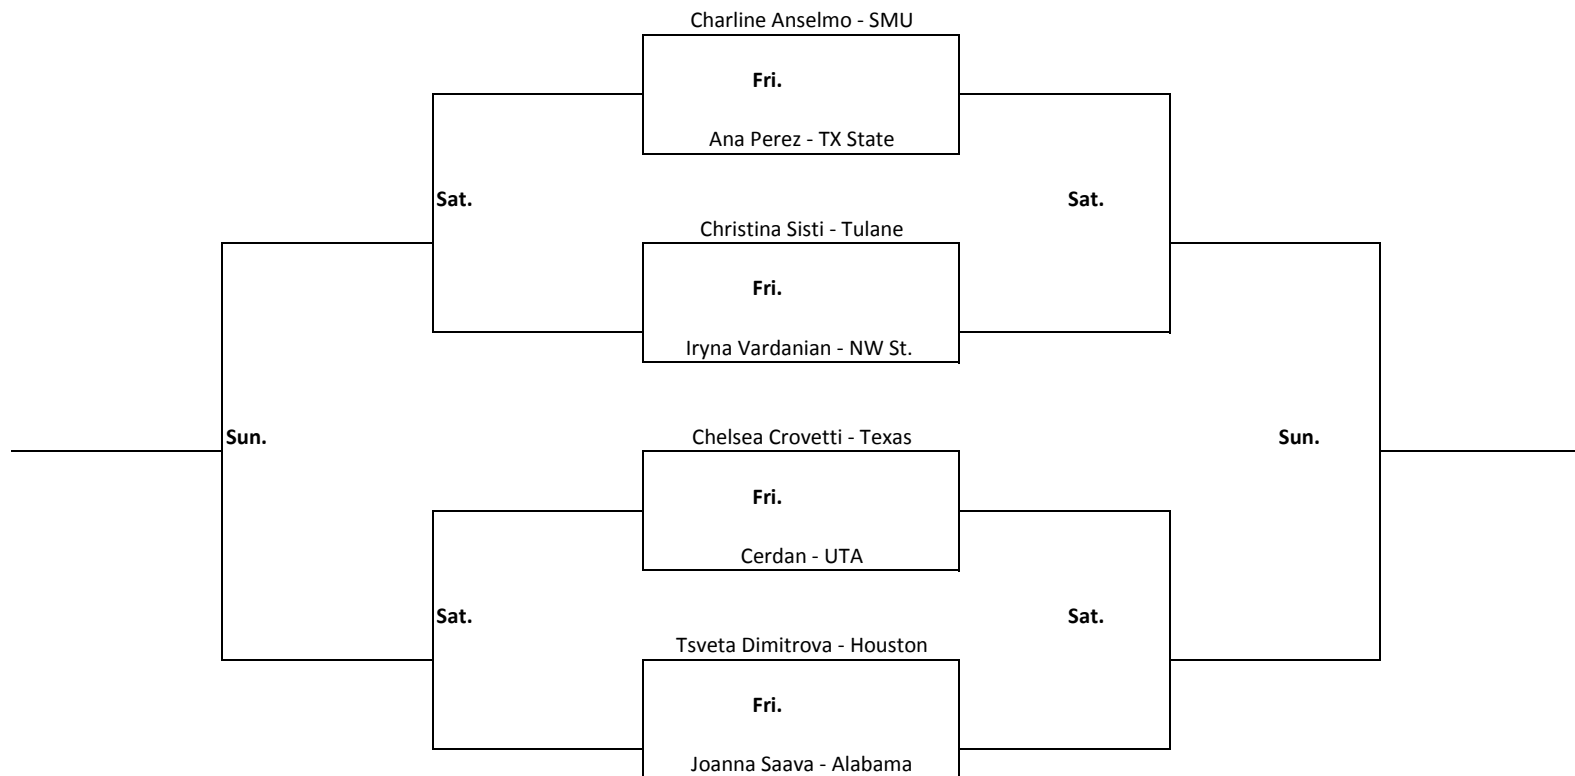 Charline Anselmo - SMU
Fri.
Ana Perez - TX State
Sat.
Sat.
Christina Sisti - Tulane
Fri.
Iryna Vardanian - NW St.
Sun.
Chelsea Crovetti - Texas
Sun.
Fri.
Cerdan - UTA
Sat.
Sat.
Tsveta Dimitrova - Houston
Fri.
Joanna Saava - Alabama